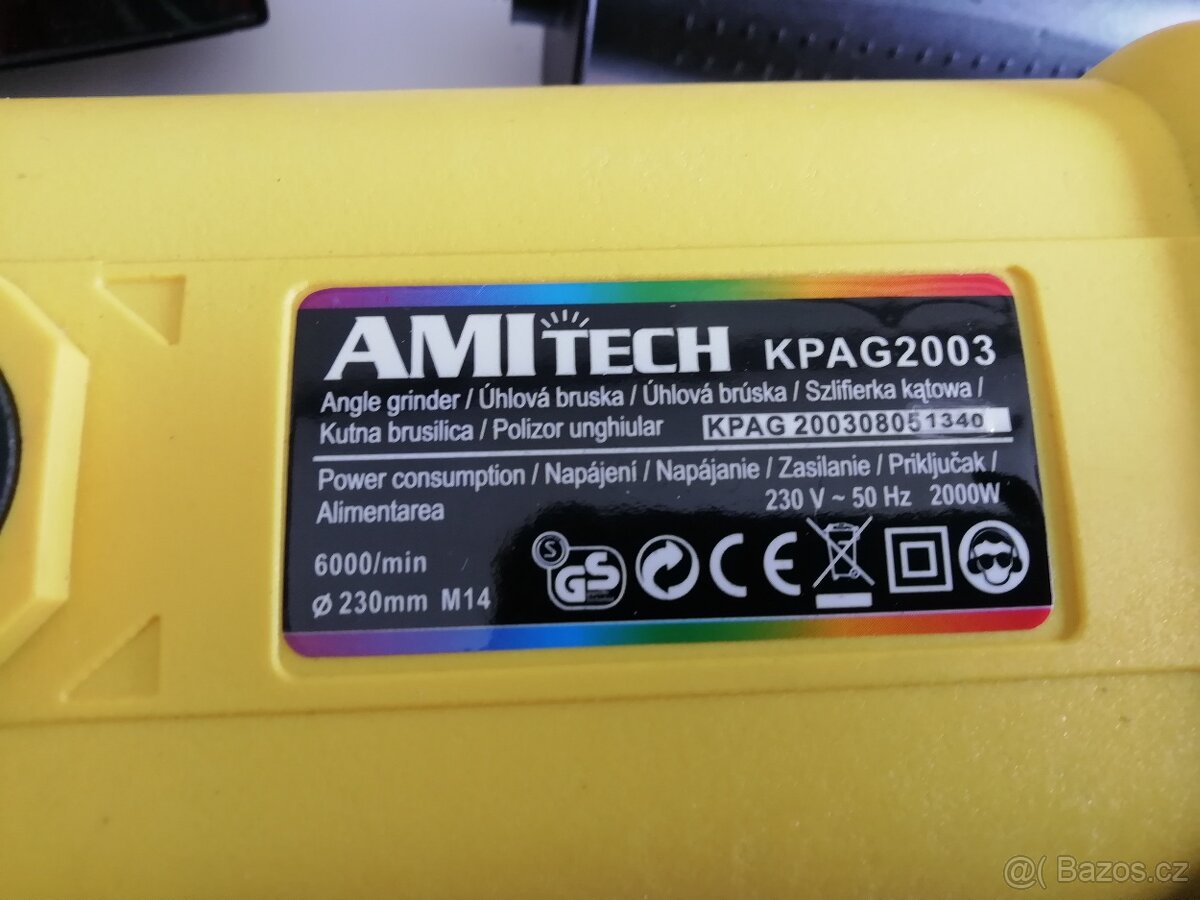 AMITECH KPAG2003
Angle grinder / Úhlová bruska / Úhlová brúska / Szlifierka kątowa /
Kutna brusilica / Polizor unghiular KPAG 200308051340
Power consumption / Napájení / Napájanie / Zasilanie / Priključak /
Alimentarea 230 V ~ 50 Hz 2000W
6000/min
ø 230mm M14
S GS CE
@( Bazos.cz